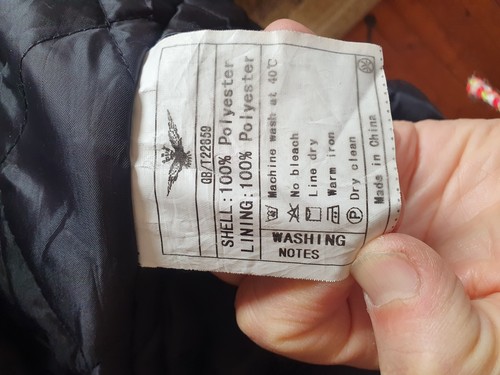 GB/T22859
SHELL:100% Polyester
LINING:100% Polyester
WASHING
NOTES
Machine wash at 40℃
No bleach
Line dry
Warm iron
P Dry clean
Made in China